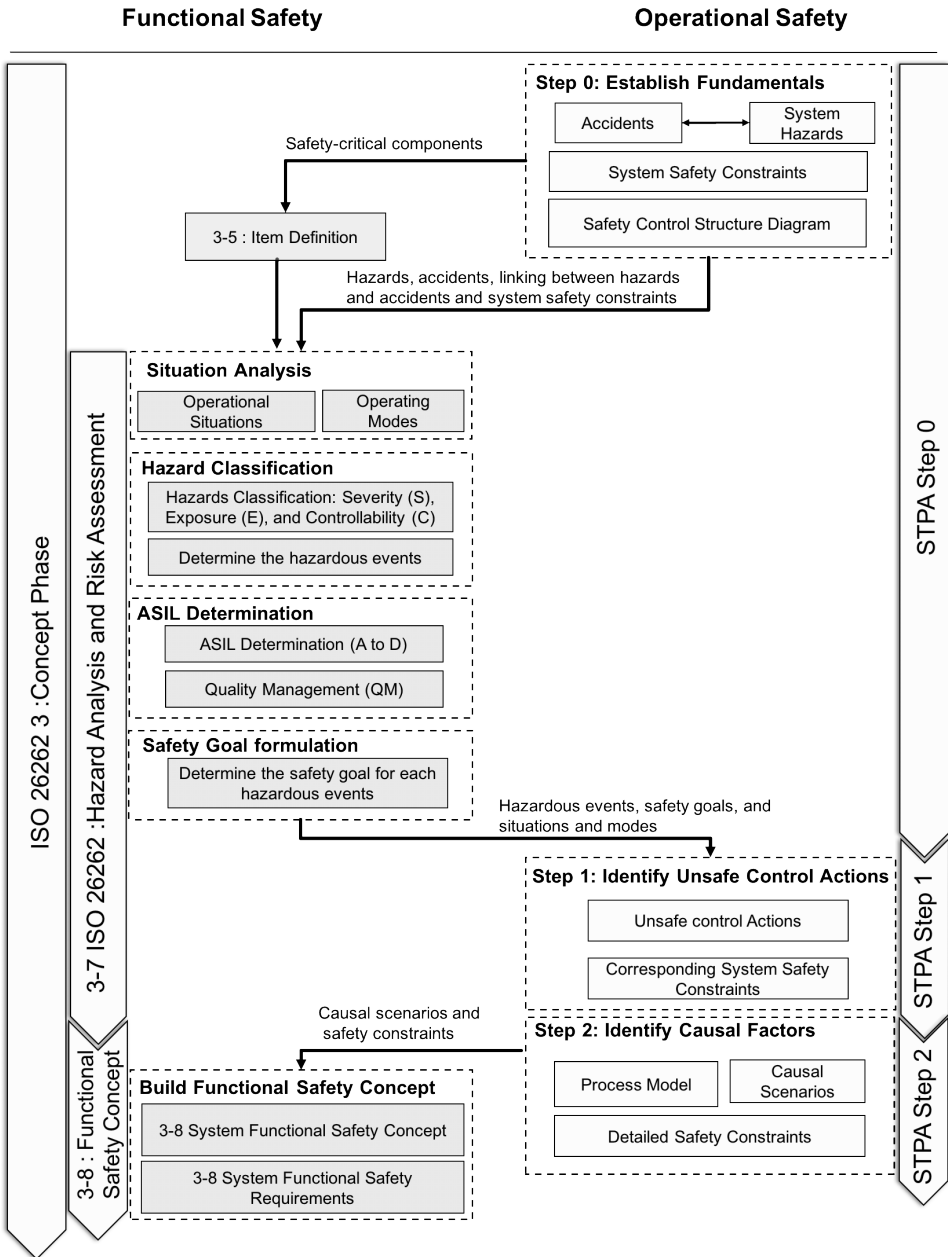 Functional Safety
Operational Safety
Step 0: Establish Fundamentals
Accidents
System
Hazards
System Safety Constraints
Safety Control Structure Diagram
Safety-critical components
3-5 : Item Definition
Hazards, accidents, linking between hazards
and accidents and system safety constraints
Situation Analysis
Operational
Situations
Operating
Modes
Hazard Classification
Hazards Classification: Severity (S),
Exposure (E), and Controllability (C)
Determine the hazardous events
ASIL Determination
ASIL Determination (A to D)
Quality Management (QM)
Safety Goal formulation
Determine the safety goal for each
hazardous events
Hazardous events, safety goals, and
situations and modes
Step 1: Identify Unsafe Control Actions
Unsafe control Actions
Corresponding System Safety
Constraints
Causal scenarios and
safety constraints
Step 2: Identify Causal Factors
Process Model
Causal
Scenarios
Detailed Safety Constraints
Build Functional Safety Concept
3-8 System Functional Safety Concept
3-8 System Functional Safety
Requirements
ISO 26262 3 :Concept Phase
3-7 ISO 26262 :Hazard Analysis and Risk Assessment
3-8 : Functional
Safety Concept
STPA Step 0
STPA Step 1
STPA Step 2